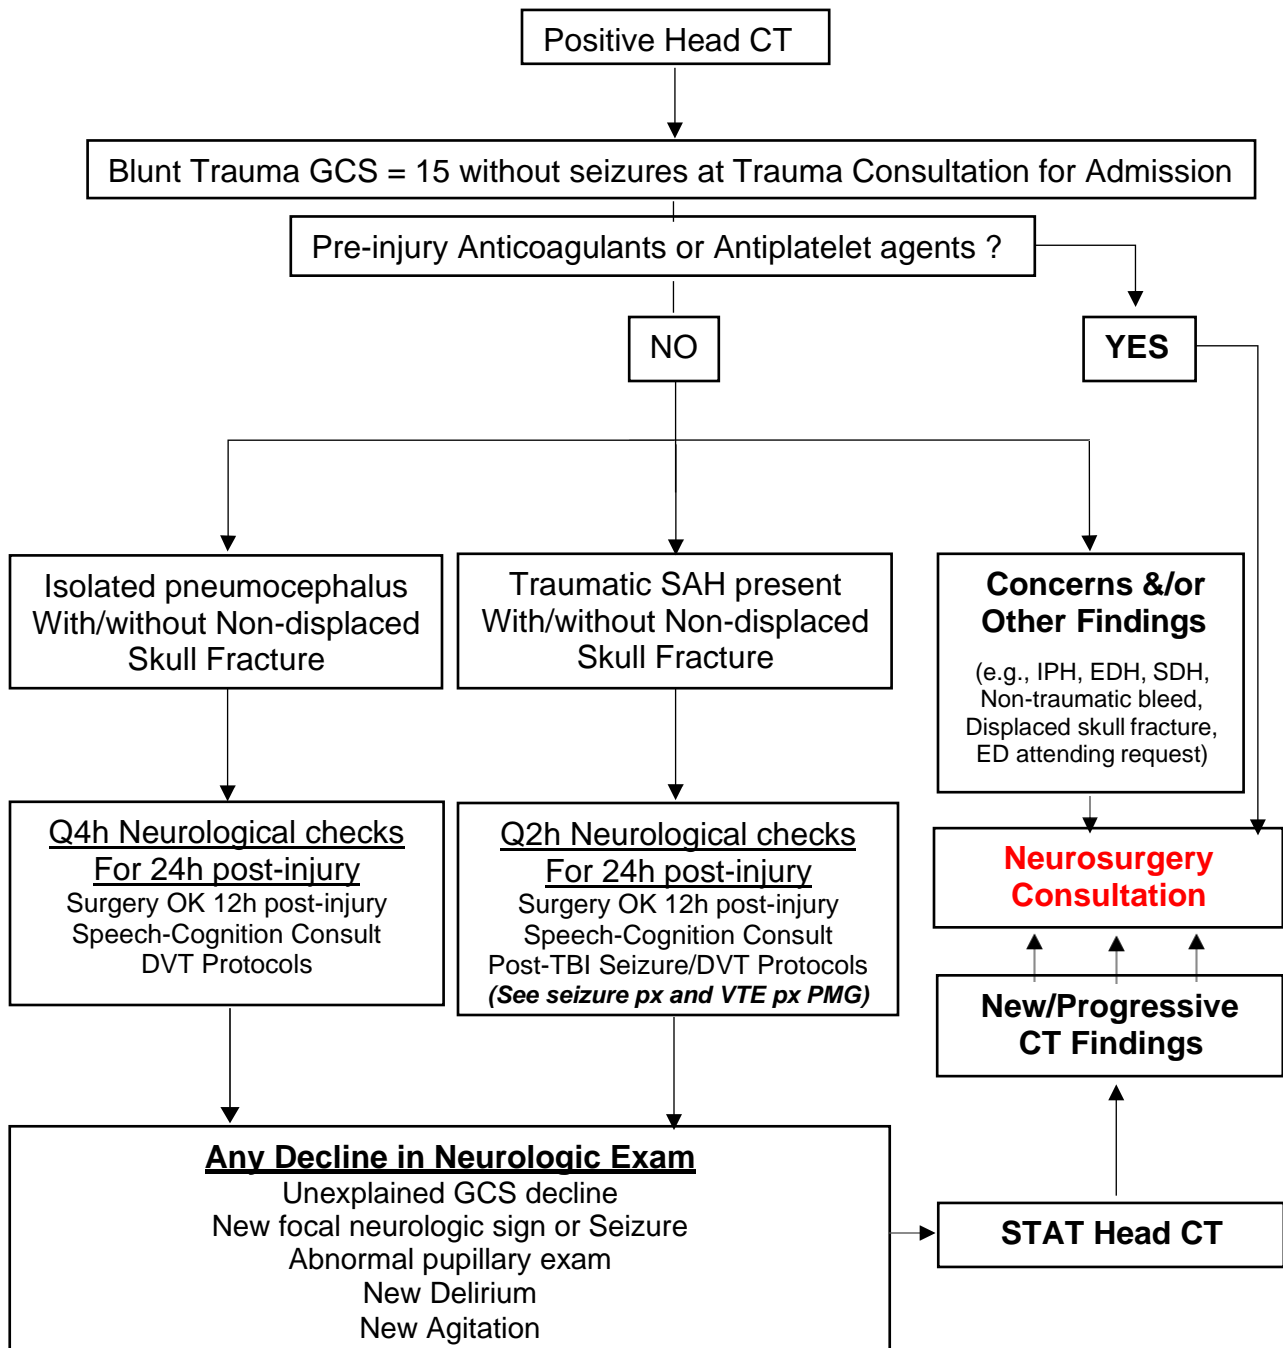 Positive Head CT
Blunt Trauma GCS = 15 without seizures at Trauma Consultation for Admission
Pre-injury Anticoagulants or Antiplatelet agents ?
NO
YES
Isolated pneumocephalus
With/without Non-displaced
Skull Fracture
Traumatic SAH present
With/without Non-displaced
Skull Fracture
Concerns &/or
Other Findings
(e.g., IPH, EDH, SDH,
Non-traumatic bleed,
Displaced skull fracture,
ED attending request)
Q4h Neurological checks
For 24h post-injury
Surgery OK 12h post-injury
Speech-Cognition Consult
DVT Protocols
Q2h Neurological checks
For 24h post-injury
Surgery OK 12h post-injury
Speech-Cognition Consult
Post-TBI Seizure/DVT Protocols
(See seizure px and VTE px PMG)
Neurosurgery
Consultation
New/Progressive
CT Findings
Any Decline in Neurologic Exam
Unexplained GCS decline
New focal neurologic sign or Seizure
Abnormal pupillary exam
New Delirium
New Agitation
STAT Head CT